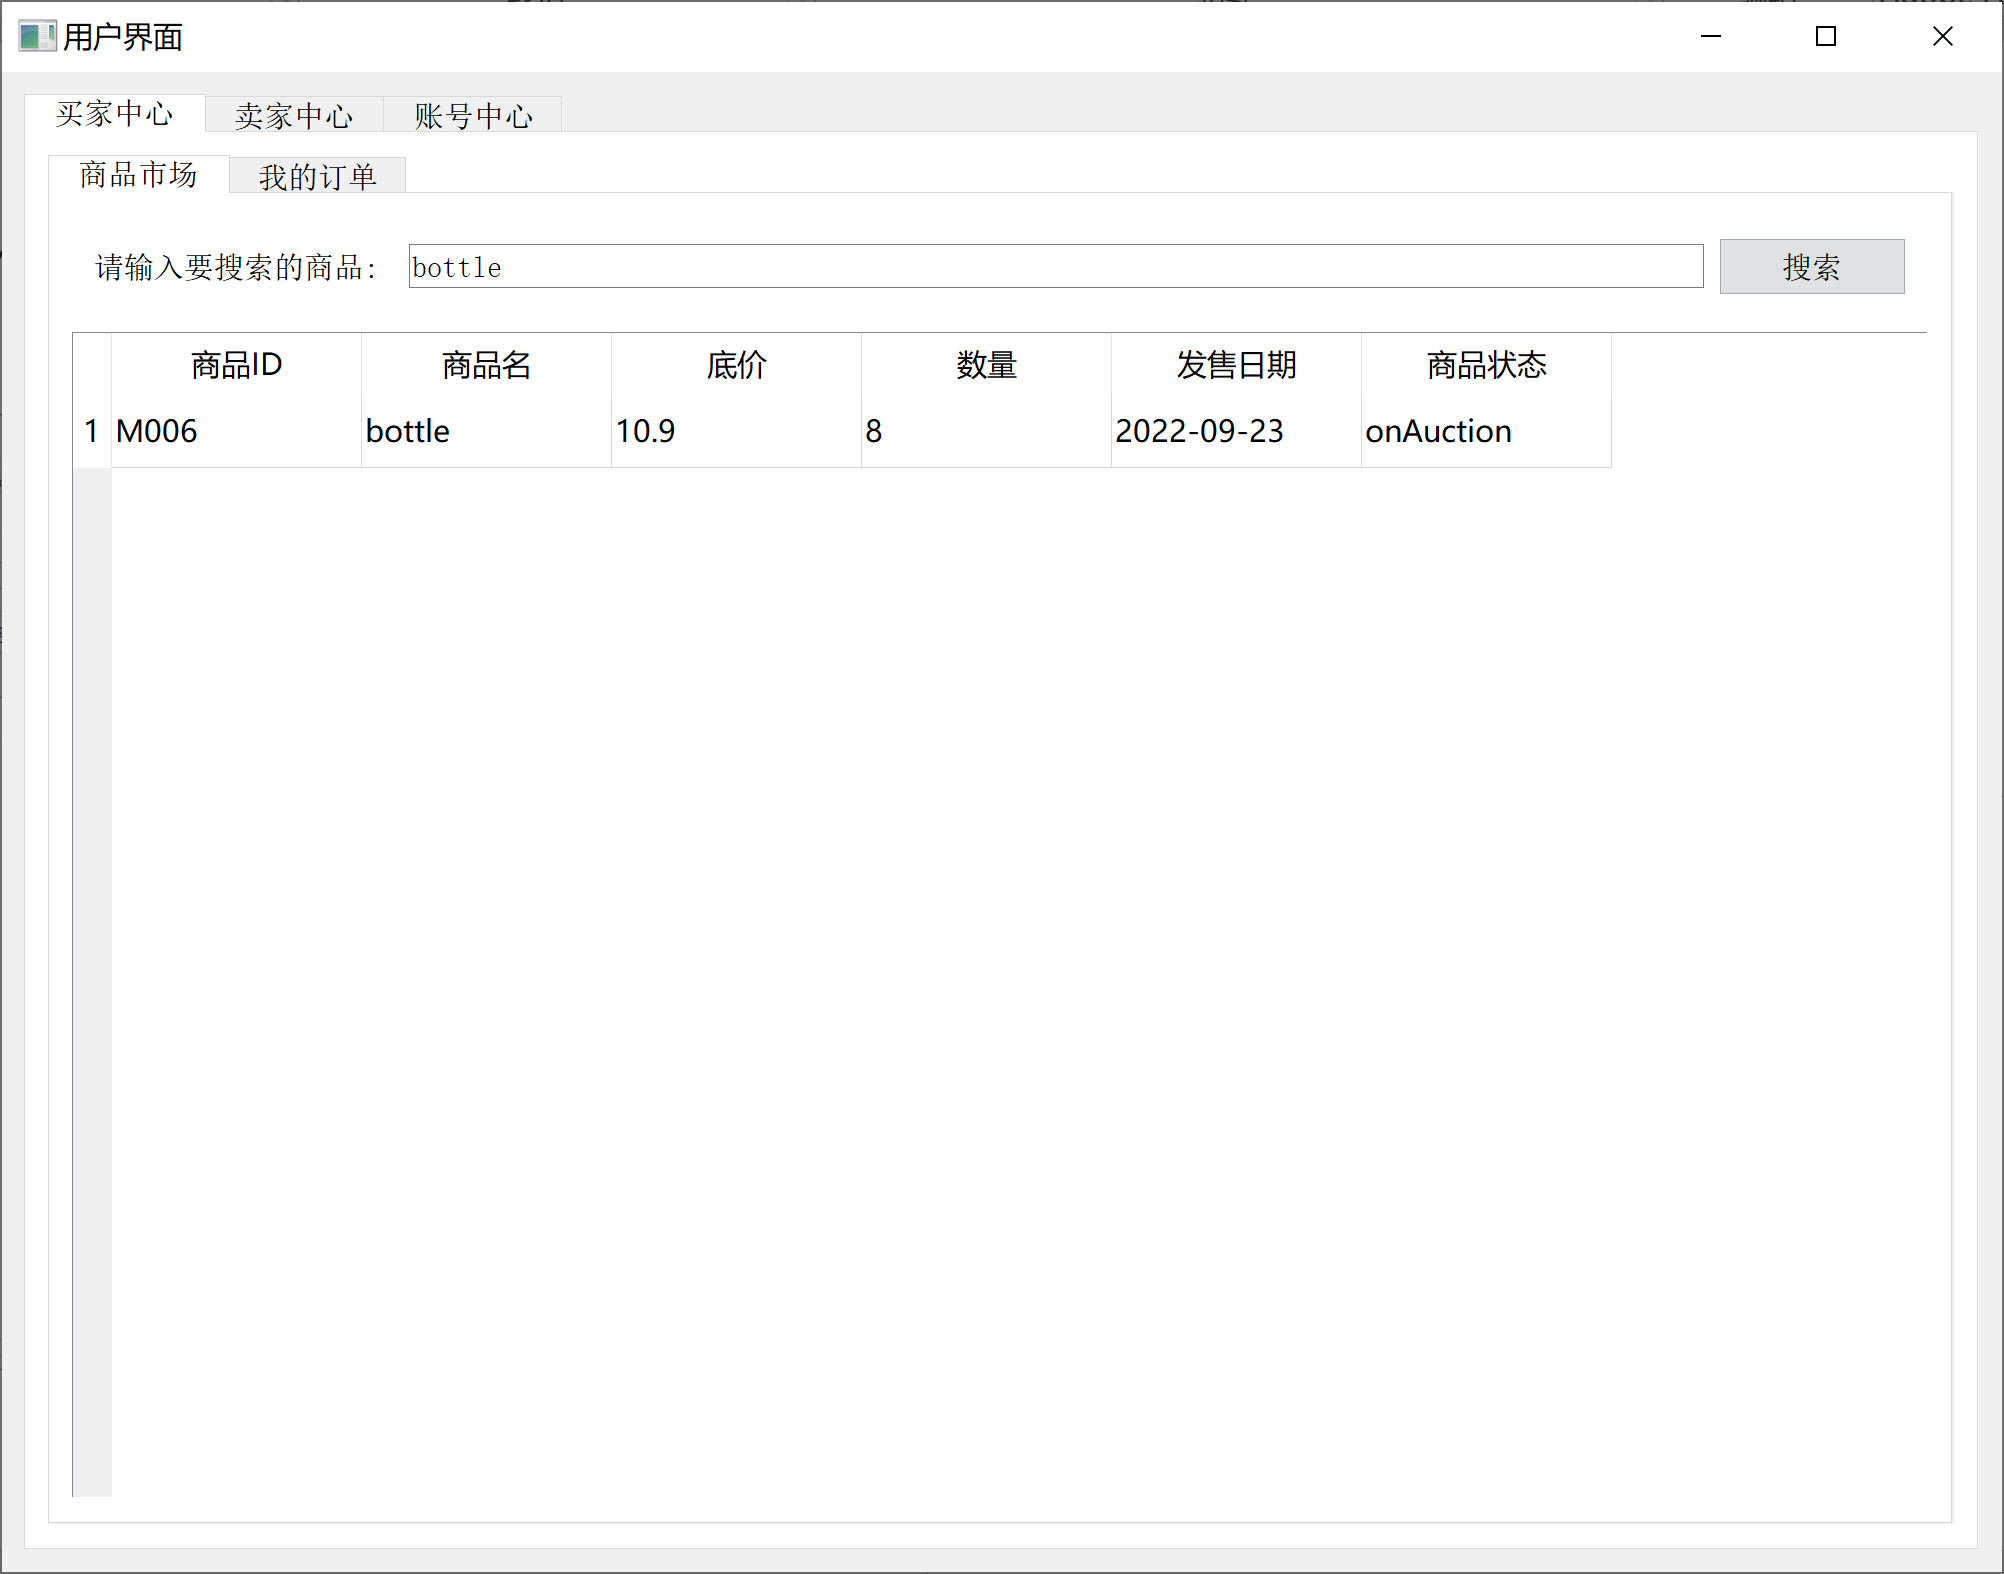 用户界面
买家中心 卖家中心 账号中心
商品市场 我的订单
请输入要搜索的商品： bottle 搜索
商品ID 商品名 底价 数量 发售日期 商品状态
1 M006 bottle 10.9 8 2022-09-23 onAuction